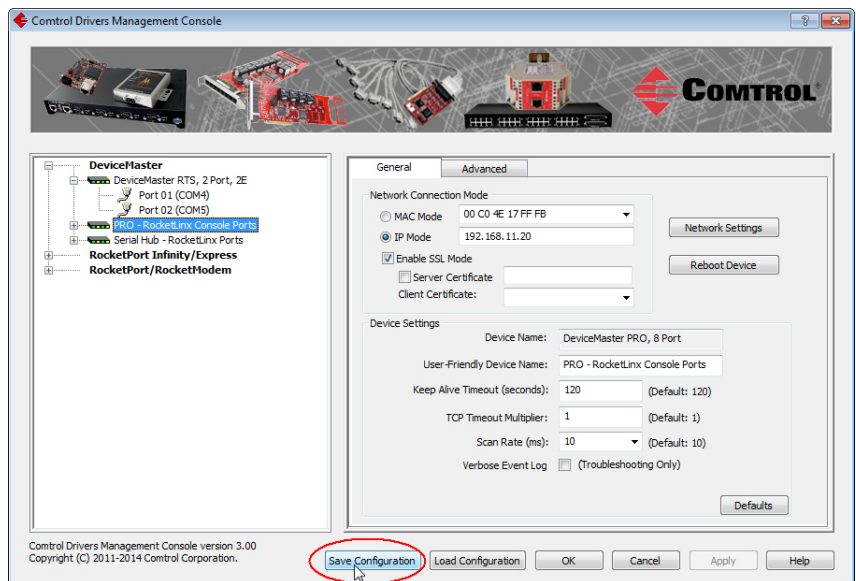 Comtrol Drivers Management Console
COMTROL
DeviceMaster
DeviceMaster RTS, 2 Port, 2E
Port 01 (COM4)
Port 02 (COM5)
PRO - RocketLinx Console Ports
Serial Hub - RocketLinx Ports
RocketPort Infinity/Express
RocketPort/RocketModem
General
Advanced
Network Connection Mode
MAC Mode
00 C0 4E 17 FF FB
IP Mode
192.168.11.20
Enable SSL Mode
Server Certificate
Client Certificate:
Network Settings
Reboot Device
Device Settings
Device Name: DeviceMaster PRO, 8 Port
User-Friendly Device Name: PRO - RocketLinx Console Ports
Keep Alive Timeout (seconds): 120 (Default: 120)
TCP Timeout Multiplier: 1 (Default: 1)
Scan Rate (ms): 10 (Default: 10)
Verbose Event Log (Troubleshooting Only)
Defaults
Comtrol Drivers Management Console version 3.00
Copyright (C) 2011-2014 Comtrol Corporation.
Save Configuration
Load Configuration
OK
Cancel
Apply
Help